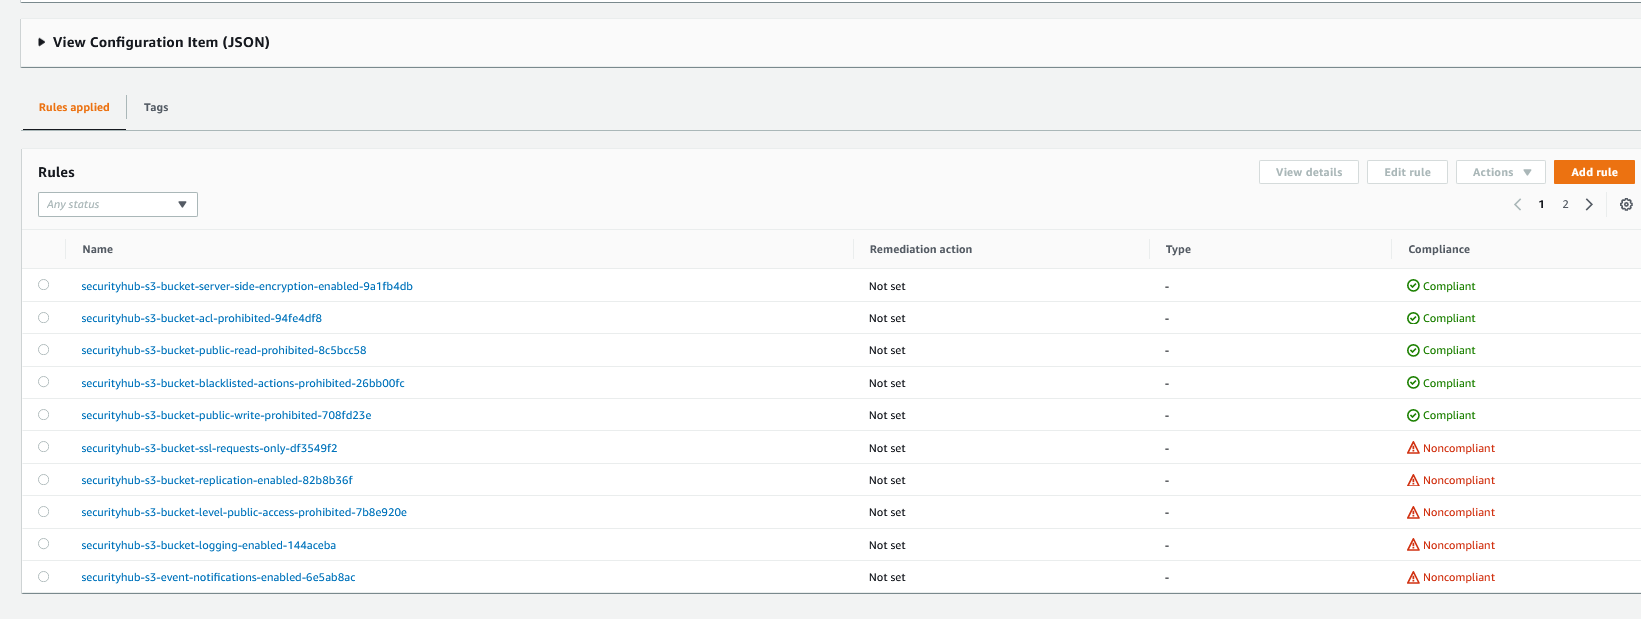 View Configuration Item (JSON)
Rules applied
Tags
Rules
View details
Edit rule
Actions
Add rule
Any status
1 2
Name Remediation action Type Compliance
securityhub-s3-bucket-server-side-encryption-enabled-9a1fb4db Not set - Compliant
securityhub-s3-bucket-acl-prohibited-94fe4df8 Not set - Compliant
securityhub-s3-bucket-public-read-prohibited-8c5bcc58 Not set - Compliant
securityhub-s3-bucket-blacklisted-actions-prohibited-26bb00fc Not set - Compliant
securityhub-s3-bucket-public-write-prohibited-708fd23e Not set - Compliant
securityhub-s3-bucket-ssl-requests-only-df3549f2 Not set - Noncompliant
securityhub-s3-bucket-replication-enabled-82b8b36f Not set - Noncompliant
securityhub-s3-bucket-level-public-access-prohibited-7b8e920e Not set - Noncompliant
securityhub-s3-bucket-logging-enabled-144aceba Not set - Noncompliant
securityhub-s3-event-notifications-enabled-6e5ab8ac Not set - Noncompliant